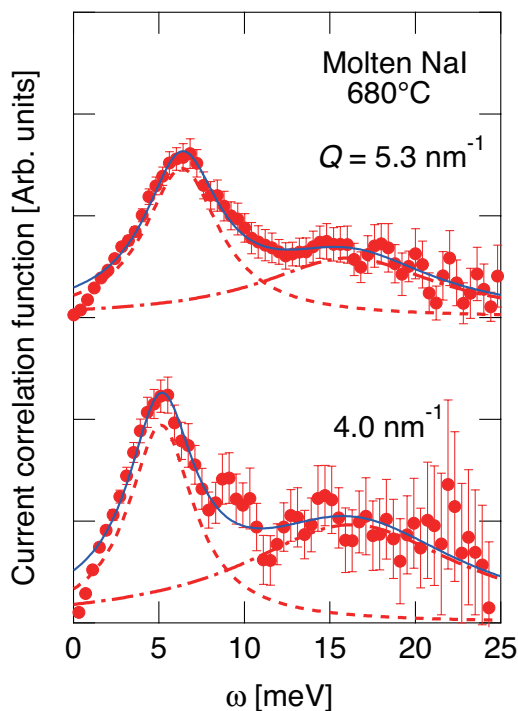 Molten NaI
680°C
Q = 5.3 nm⁻¹
4.0 nm⁻¹
Current correlation function [Arb. units]
0 5 10 15 20 25
ω [meV]